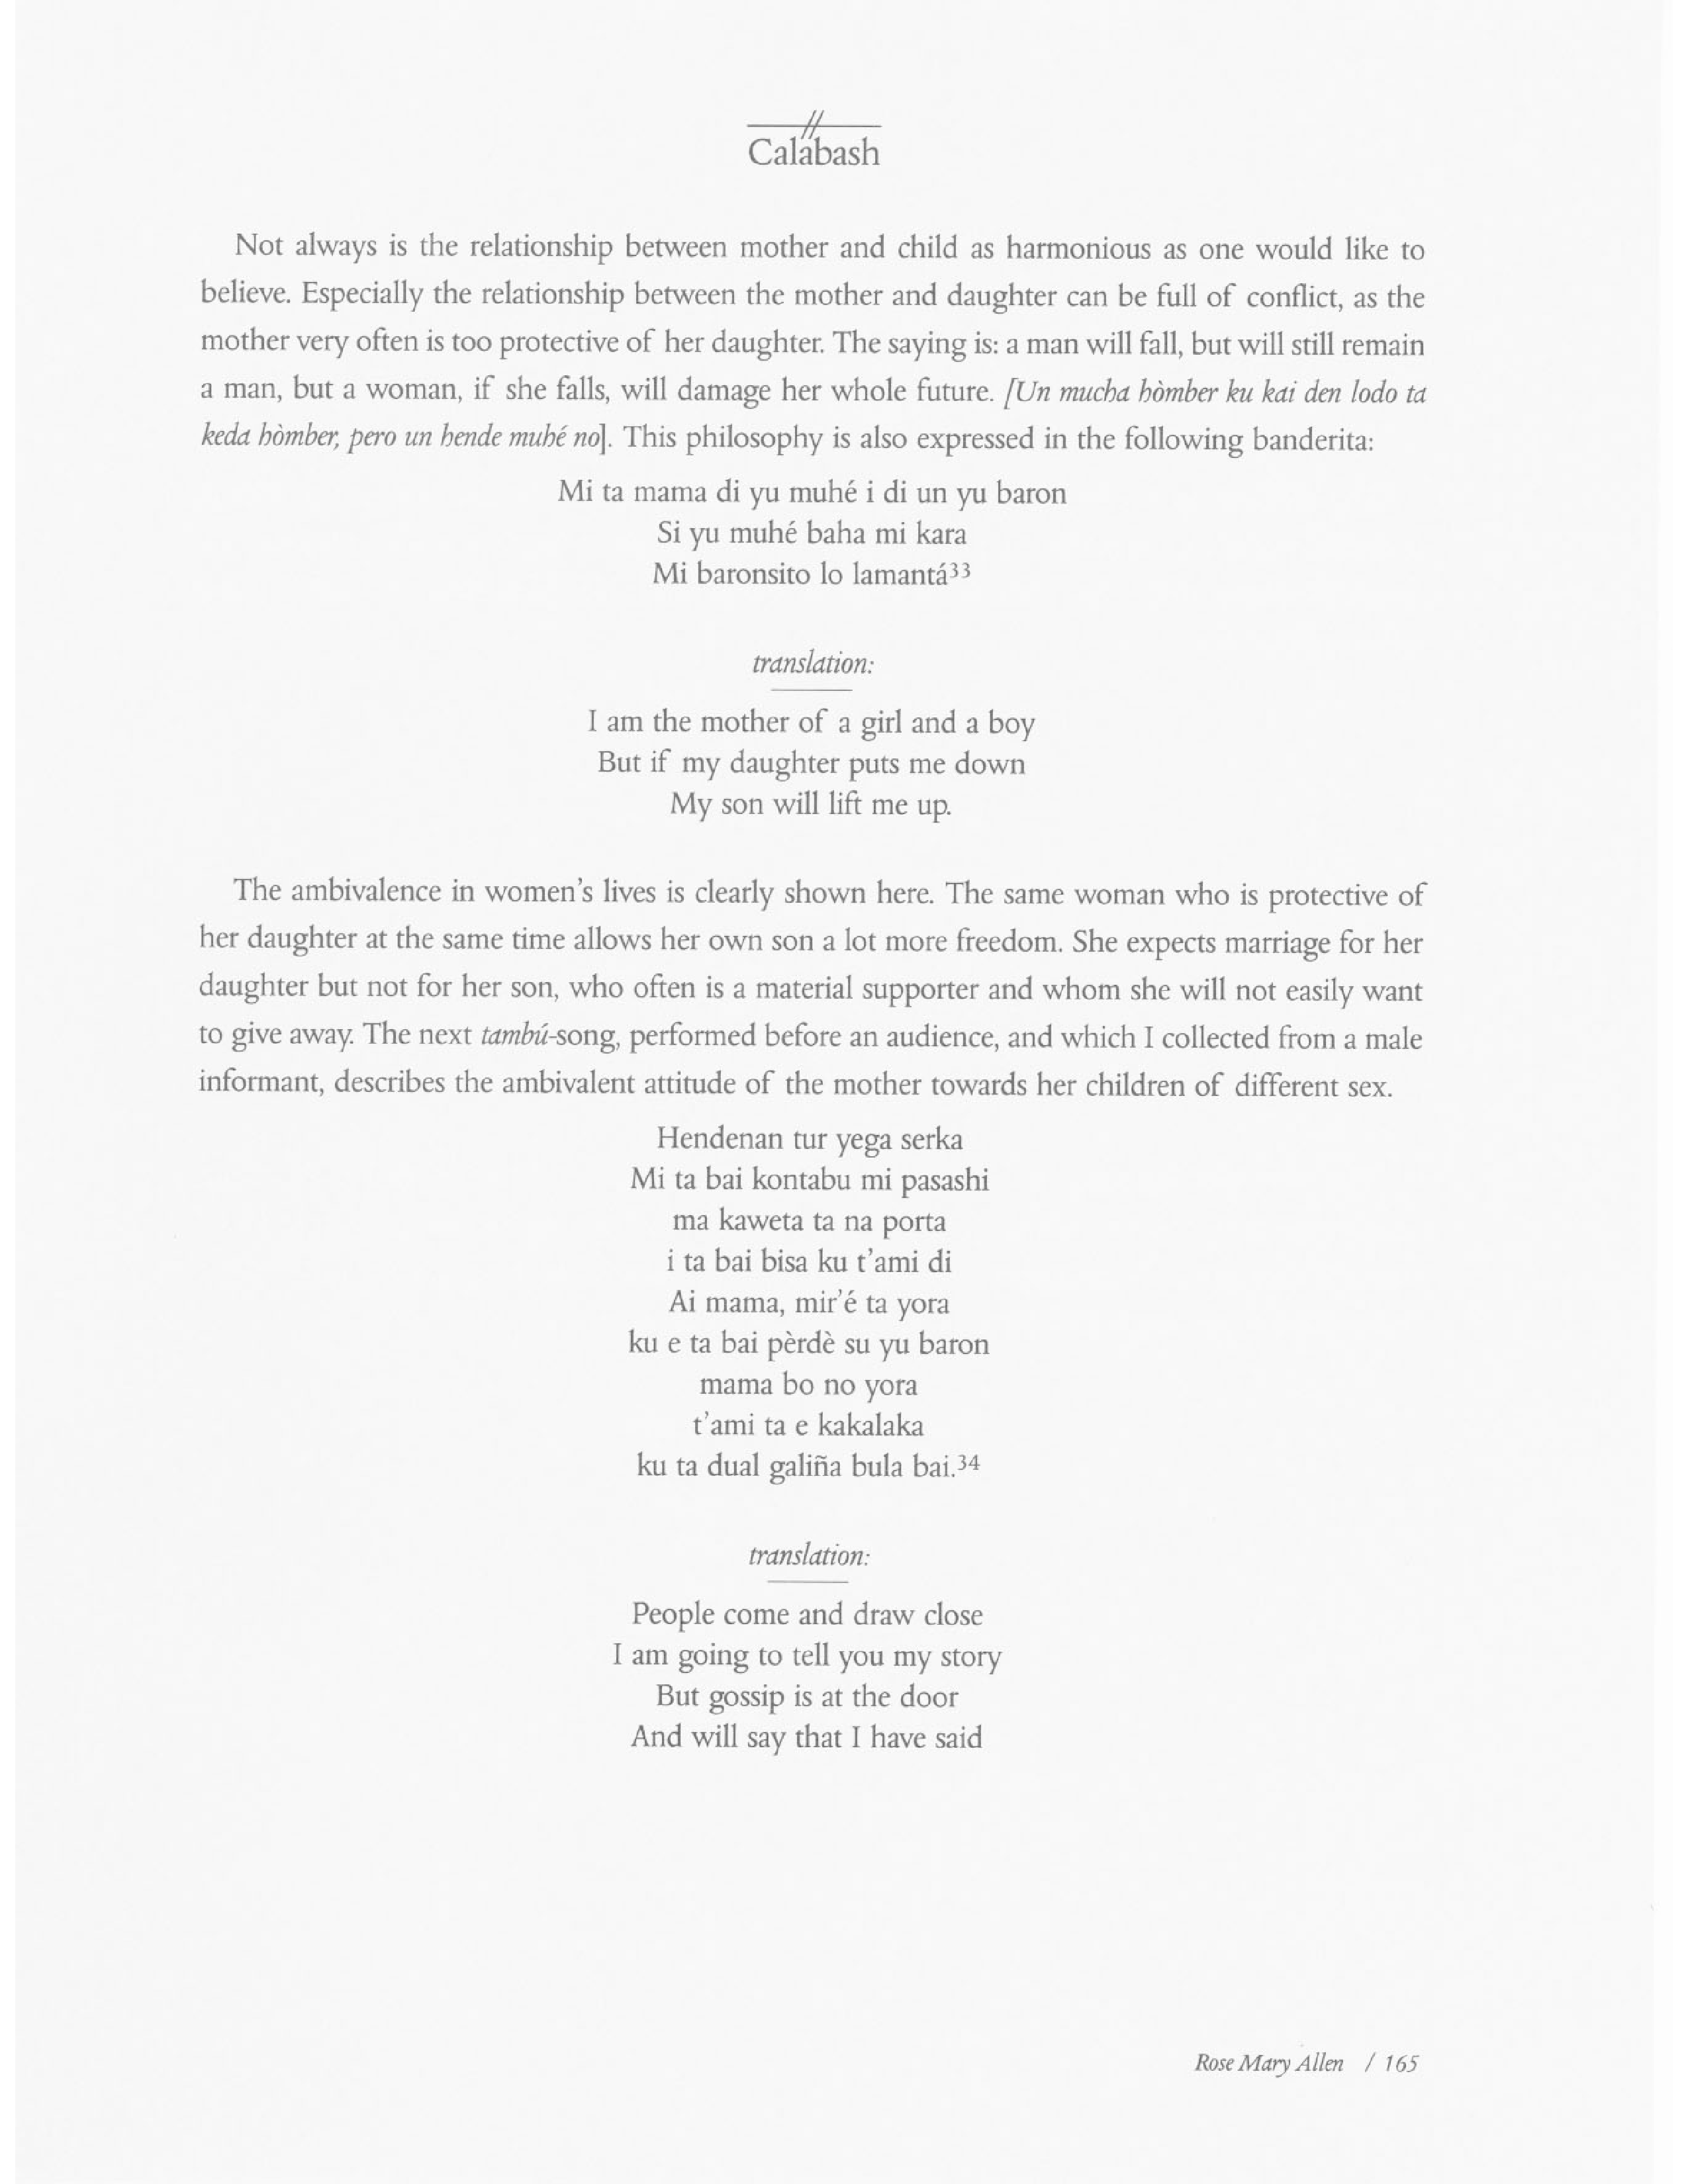 Calabash
Not always is the relationship between mother and child as harmonious as one would like to
believe. Especially the relationship between the mother and daughter can be full of conflict, as the
mother very often is too protective of her daughter. The saying is: a man will fall, but will still remain
a man, but a woman, if she falls, will damage her whole future. [Un mucha hòmber ku kai den lodo ta
keda hòmber, pero un hende muhé no]. This philosophy is also expressed in the following banderita:
Mi ta mama di yu muhé i di un yu baron
Si yu muhé baha mi kara
Mi baronsito lo lamantá33
translation:
I am the mother of a girl and a boy
But if my daughter puts me down
My son will lift me up.
The ambivalence in women's lives is clearly shown here. The same woman who is protective of
her daughter at the same time allows her own son a lot more freedom. She expects marriage for her
daughter but not for her son, who often is a material supporter and whom she will not easily want
to give away. The next tambú-song, performed before an audience, and which I collected from a male
informant, describes the ambivalent attitude of the mother towards her children of different sex.
Hendenan tur yega serka
Mi ta bai kontabu mi pasashi
ma kaweta ta na porta
i ta bai bisa ku t'ami di
Ai mama, mir'é ta yora
ku e ta bai pèrdè su yu baron
mama bo no yora
t'ami ta e kakalaka
ku ta dual galiña bula bai.34
translation:
People come and draw close
I am going to tell you my story
But gossip is at the door
And will say that I have said
Rose Mary Allen / 165